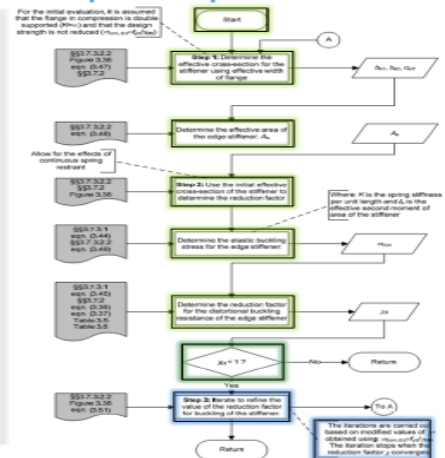 For the initial evaluation, it is assumed
that the flange in compression is double
supported
and that the design
strength is not reduced
Start
A
§§3.7.3.2.2
Figure 3.36
eqn. (3.47)
§§3.7.2
Step 1: Determine the
effective cross-section for the
stiffener using effective width
of flange
§§3.7.3.2.2
eqn. (3.48)
Determine the effective area of
the edge stiffener: Aₛ
Aₛ
Allow for the effects of
continuous spring
restraint
§§3.7.3.2.2
§§3.7.2
Figure 3.36
Step 2: Use the initial effective
cross-section of the stiffener to
determine the reduction factor
Where: K is the spring stiffness
per unit length and Iₛ is the
effective second moment of
area of the stiffener
§§3.7.3.1
eqn. (3.44)
§§3.7.3.2.2
eqn. (3.49)
Determine the elastic buckling
stress for the edge stiffener
§§3.7.3.1
eqn. (3.45)
§§3.7.2
eqn. (3.36)
eqn. (3.37)
Table 3.5
Table 3.6
Determine the reduction factor
for the distortional buckling
resistance of the edge stiffener
χd
χd < 1 ?
No
Return
Yes
§§3.7.3.2.2
Figure 3.36
eqn. (3.51)
Step 3: Iterate to refine the
value of the reduction factor
for buckling of the stiffener.
To A
The iterations are carried ou
based on modified values of
obtained using:
The iteration stops when the
reduction factor χ converges
Return